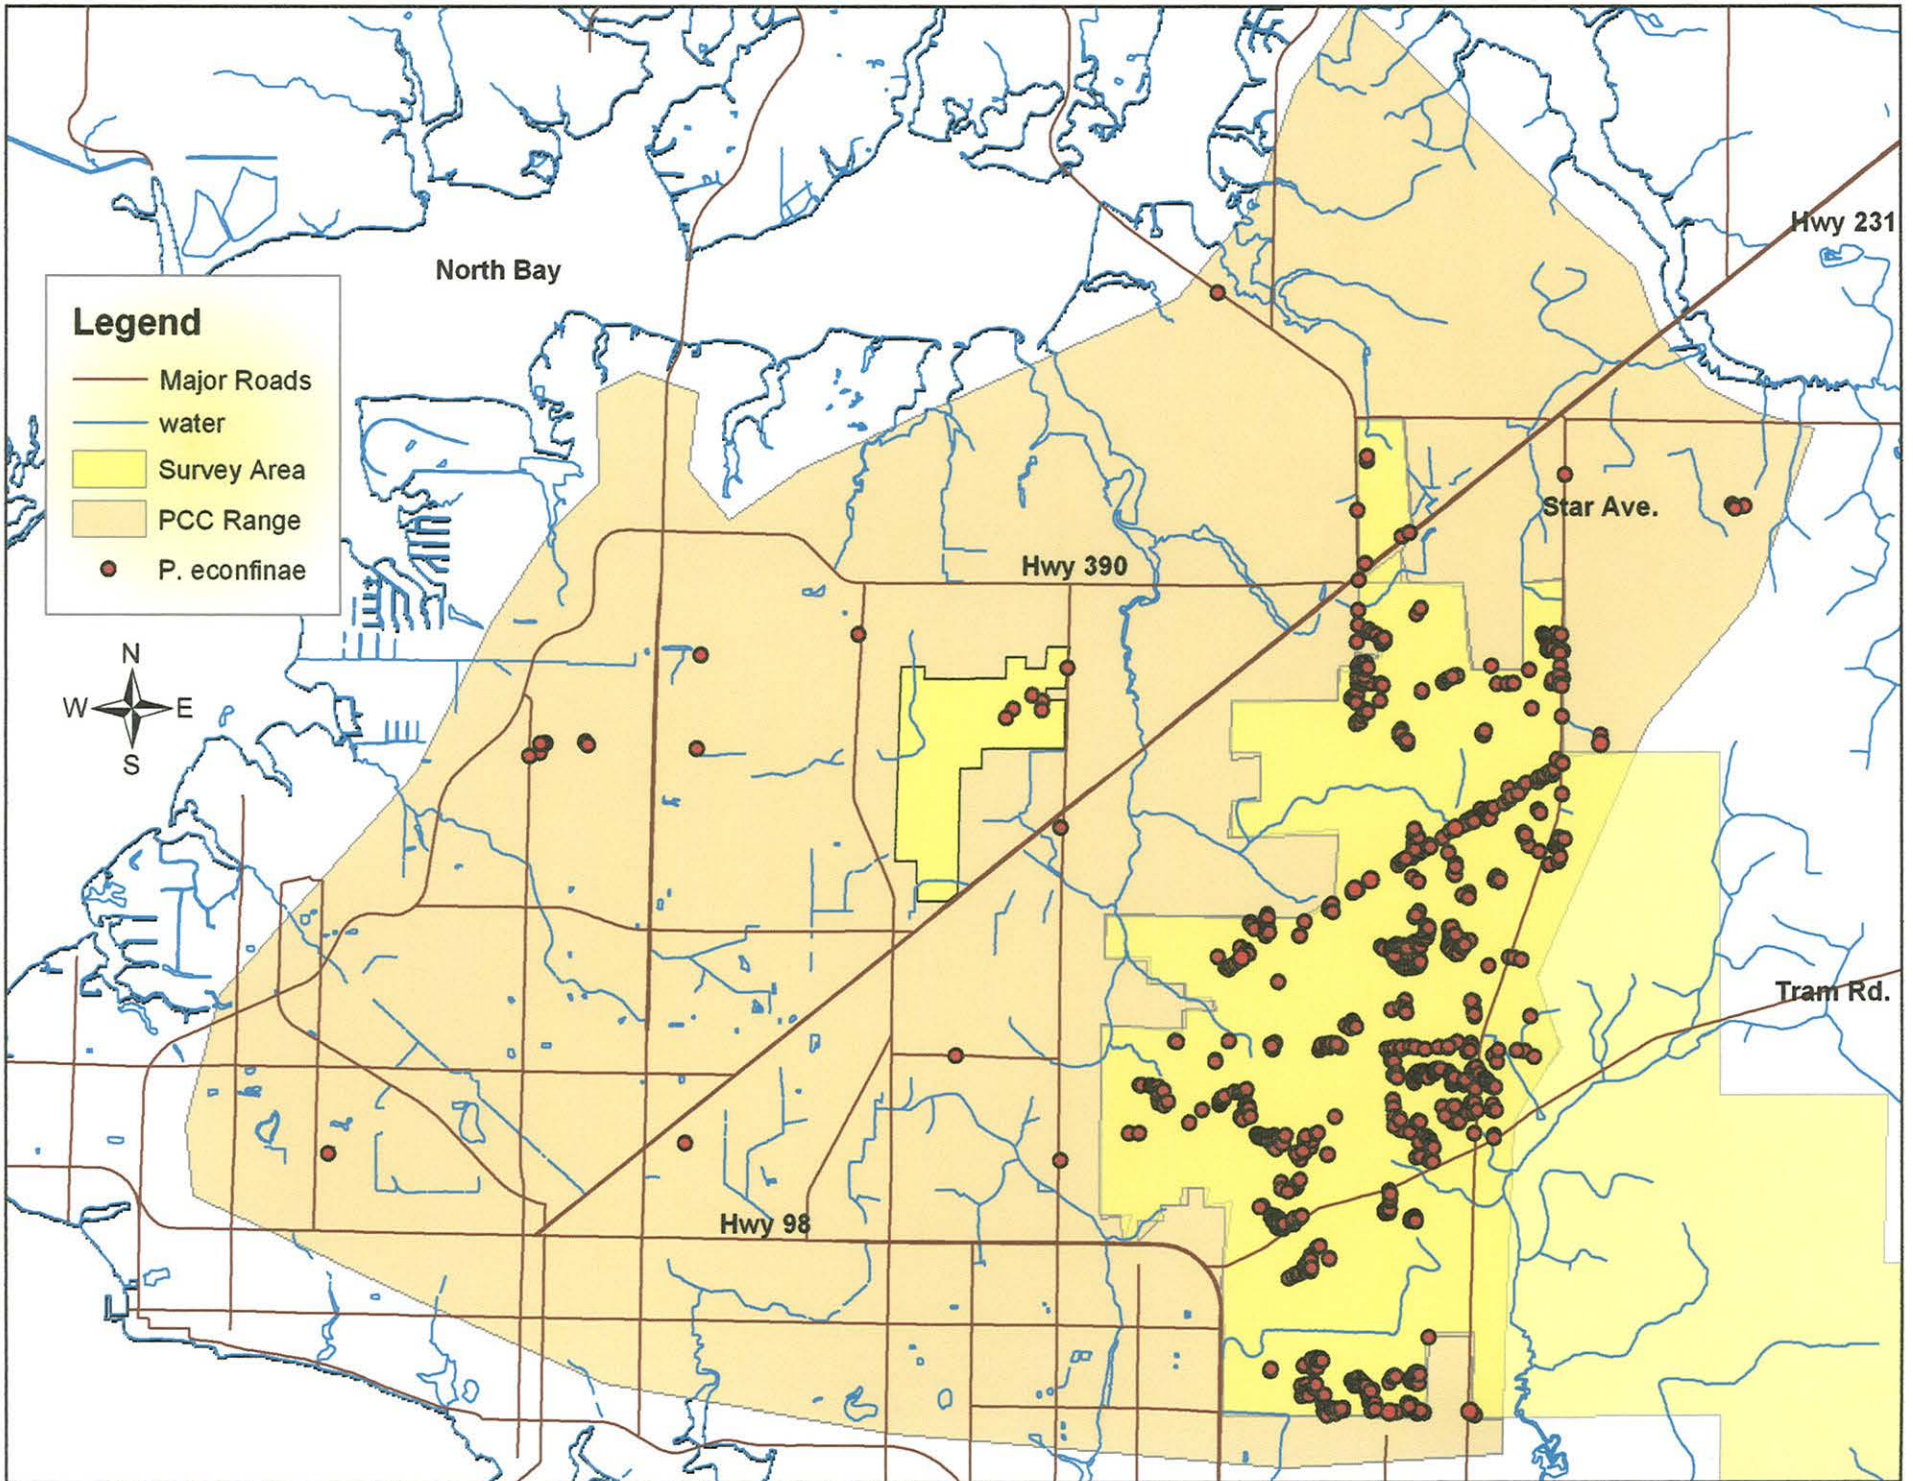 Hwy 231
North Bay
Legend
Major Roads
water
Survey Area
PCC Range
P. econfinae
Star Ave.
Hwy 390
N
W
E
S
Tram Rd.
Hwy 98